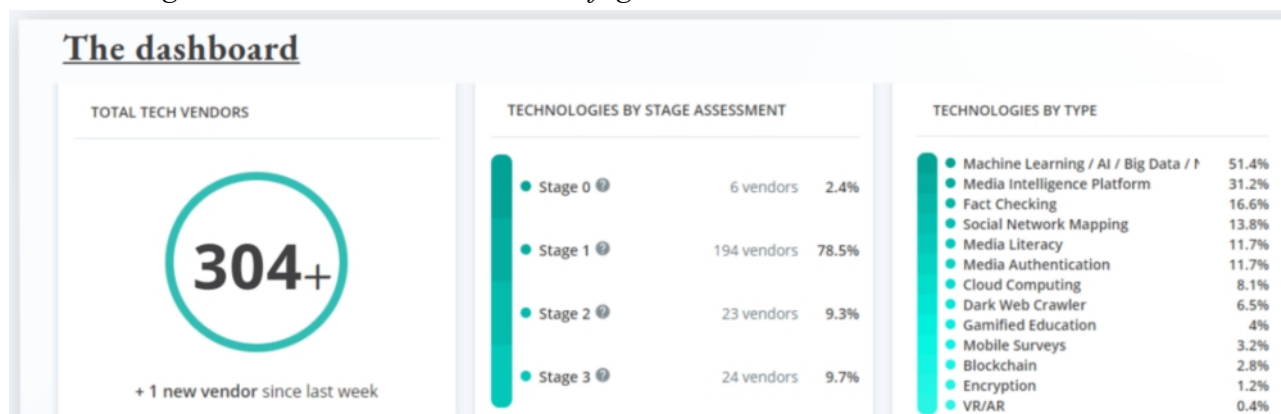 The dashboard
TOTAL TECH VENDORS
304+
+ 1 new vendor since last week
TECHNOLOGIES BY STAGE ASSESSMENT
Stage 0 6 vendors 2.4%
Stage 1 194 vendors 78.5%
Stage 2 23 vendors 9.3%
Stage 3 24 vendors 9.7%
TECHNOLOGIES BY TYPE
Machine Learning / AI / Big Data / 51.4%
Media Intelligence Platform 31.2%
Fact Checking 16.6%
Social Network Mapping 13.8%
Media Literacy 11.7%
Media Authentication 11.7%
Cloud Computing 8.1%
Dark Web Crawler 6.5%
Gamified Education 4%
Mobile Surveys 3.2%
Blockchain 2.8%
Encryption 1.2%
VR/AR 0.4%